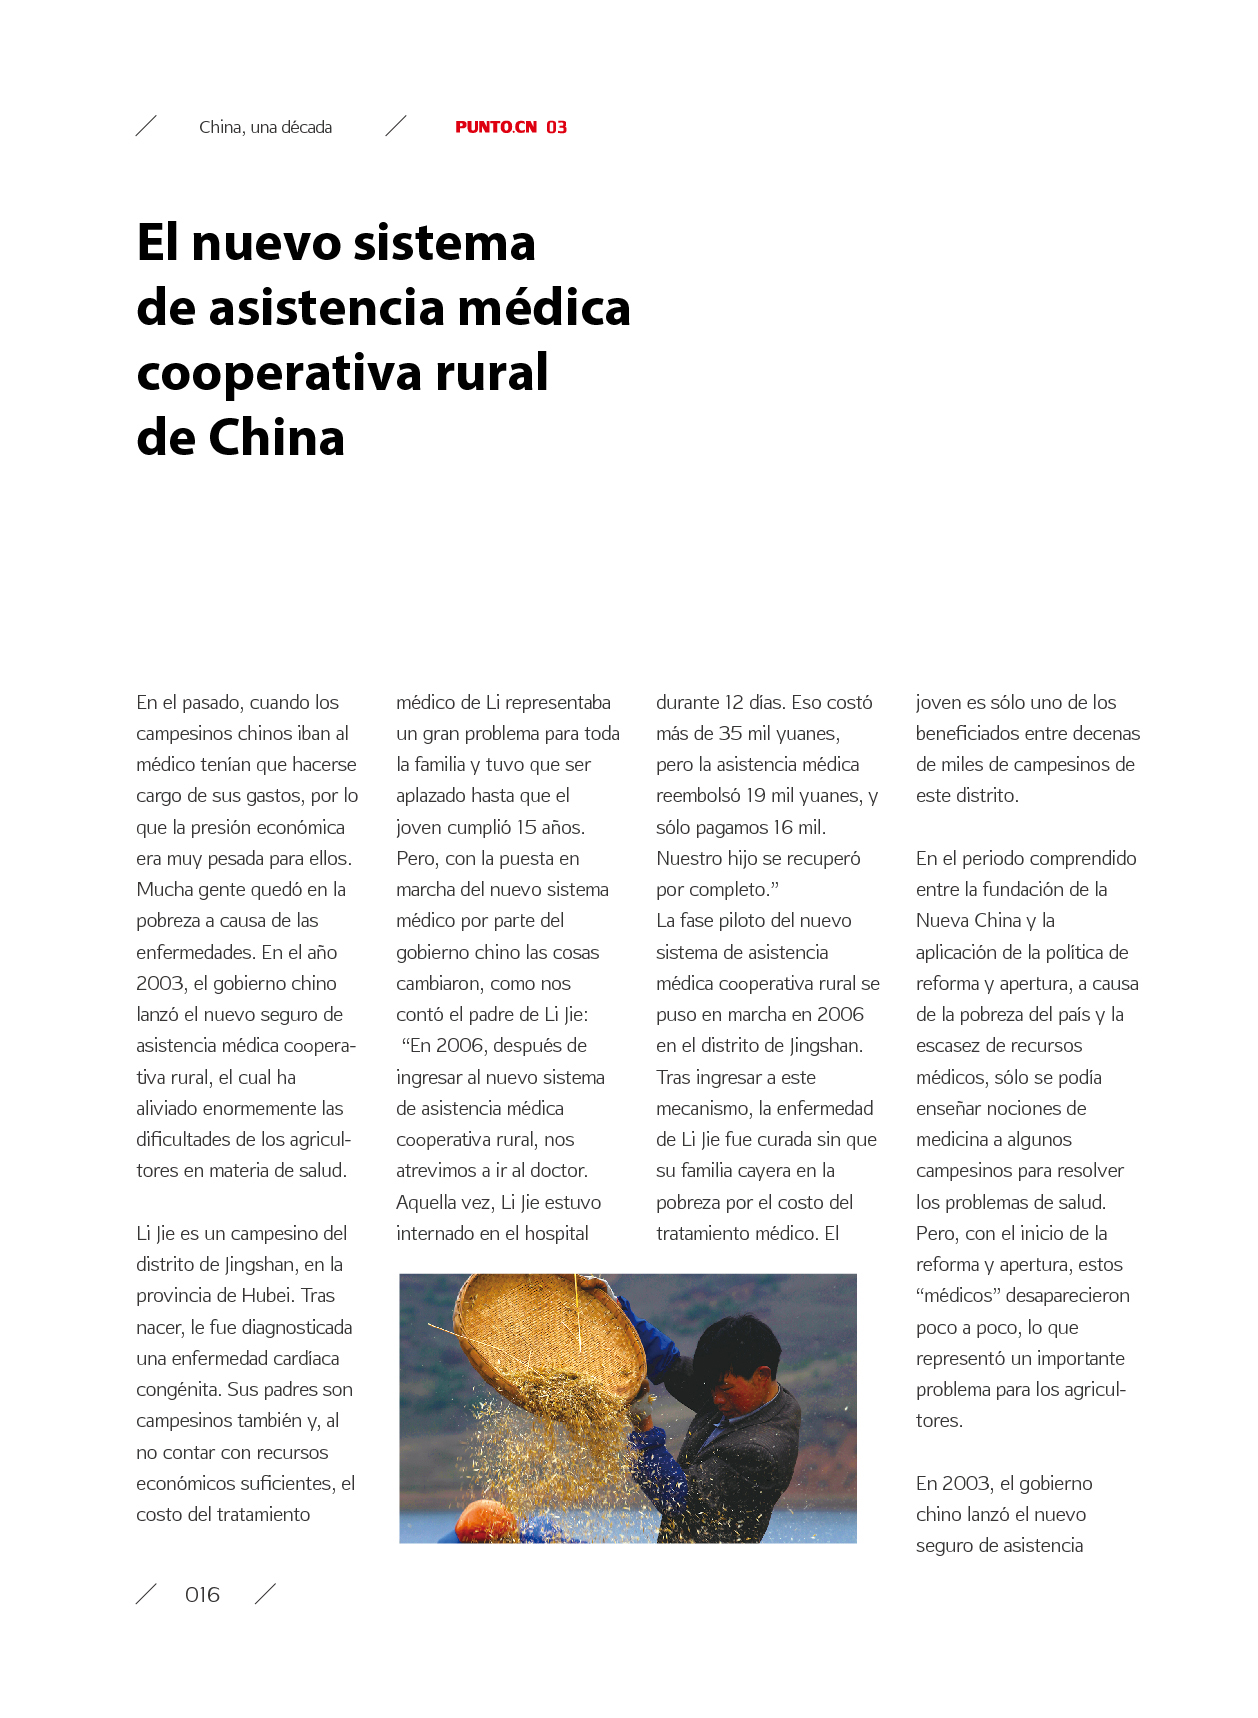 China, una década
PUNTO.CN 03
El nuevo sistema
de asistencia médica
cooperativa rural
de China
En el pasado, cuando los
campesinos chinos iban al
médico tenían que hacerse
cargo de sus gastos, por lo
que la presión económica
era muy pesada para ellos.
Mucha gente quedó en la
pobreza a causa de las
enfermedades. En el año
2003, el gobierno chino
lanzó el nuevo seguro de
asistencia médica coopera-
tiva rural, el cual ha
aliviado enormemente las
dificultades de los agricul-
tores en materia de salud.
Li Jie es un campesino del
distrito de Jingshan, en la
provincia de Hubei. Tras
nacer, le fue diagnosticada
una enfermedad cardíaca
congénita. Sus padres son
campesinos también y, al
no contar con recursos
económicos suficientes, el
costo del tratamiento
médico de Li representaba
un gran problema para toda
la familia y tuvo que ser
aplazado hasta que el
joven cumplió 15 años.
Pero, con la puesta en
marcha del nuevo sistema
médico por parte del
gobierno chino las cosas
cambiaron, como nos
contó el padre de Li Jie:
“En 2006, después de
ingresar al nuevo sistema
de asistencia médica
cooperativa rural, nos
atrevimos a ir al doctor.
Aquella vez, Li Jie estuvo
internado en el hospital
durante 12 días. Eso costó
más de 35 mil yuanes,
pero la asistencia médica
reembolsó 19 mil yuanes, y
sólo pagamos 16 mil.
Nuestro hijo se recuperó
por completo.”
La fase piloto del nuevo
sistema de asistencia
médica cooperativa rural se
puso en marcha en 2006
en el distrito de Jingshan.
Tras ingresar a este
mecanismo, la enfermedad
de Li Jie fue curada sin que
su familia cayera en la
pobreza por el costo del
tratamiento médico. El
joven es sólo uno de los
beneficiados entre decenas
de miles de campesinos de
este distrito.
En el periodo comprendido
entre la fundación de la
Nueva China y la
aplicación de la política de
reforma y apertura, a causa
de la pobreza del país y la
escasez de recursos
médicos, sólo se podía
enseñar nociones de
medicina a algunos
campesinos para resolver
los problemas de salud.
Pero, con el inicio de la
reforma y apertura, estos
“médicos” desaparecieron
poco a poco, lo que
representó un importante
problema para los agricul-
tores.
En 2003, el gobierno
chino lanzó el nuevo
seguro de asistencia
016